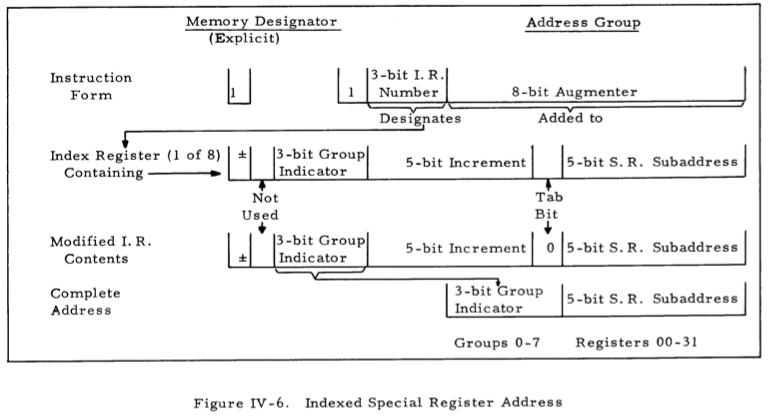 Memory Designator
(Explicit)
Address Group
Instruction
Form
1
1
3-bit I. R.
Number
8-bit Augmenter
Designates
Added to
Index Register (1 of 8)
Containing
±
3-bit Group
Indicator
5-bit Increment
5-bit S. R. Subaddress
Not
Used
Tab
Bit
Modified I. R.
Contents
±
3-bit Group
Indicator
5-bit Increment
0
5-bit S. R. Subaddress
Complete
Address
3-bit Group
Indicator
5-bit S. R. Subaddress
Groups 0-7
Registers 00-31
Figure IV-6. Indexed Special Register Address